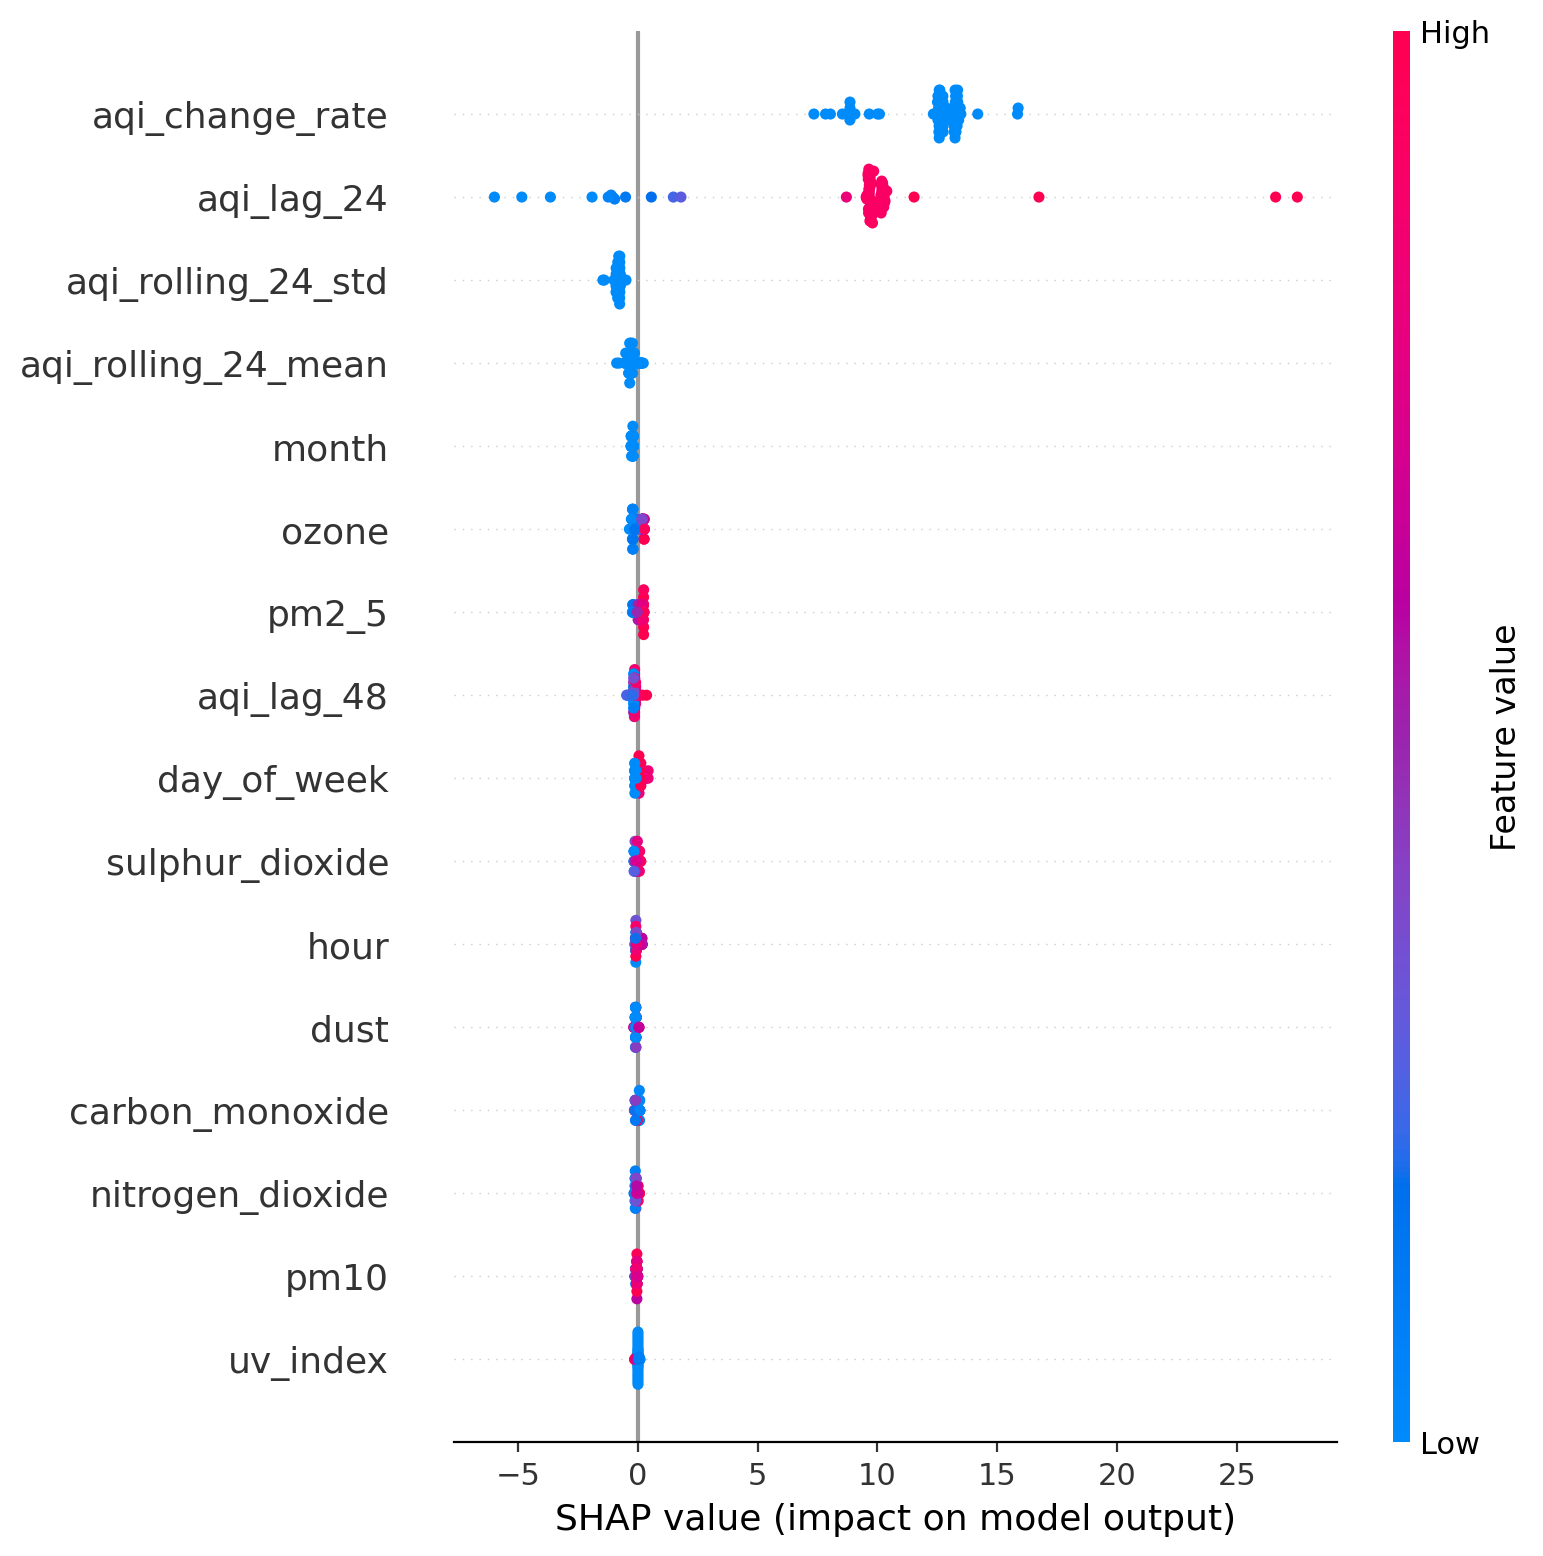 High
aqi_change_rate
aqi_lag_24
aqi_rolling_24_std
aqi_rolling_24_mean
month
ozone
pm2_5
aqi_lag_48
day_of_week
sulphur_dioxide
hour
dust
carbon_monoxide
nitrogen_dioxide
pm10
uv_index
Feature value
Low
−5 0 5 10 15 20 25
SHAP value (impact on model output)